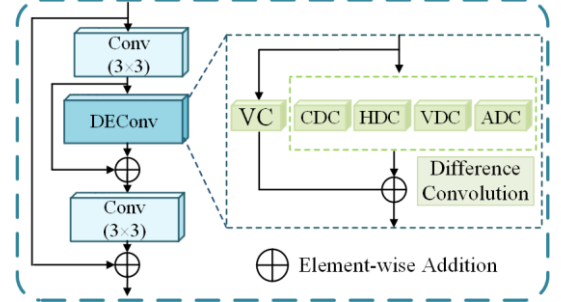 Conv
(3×3)
DEConv
Conv
(3×3)
VC
CDC
HDC
VDC
ADC
Difference
Convolution
Element-wise Addition